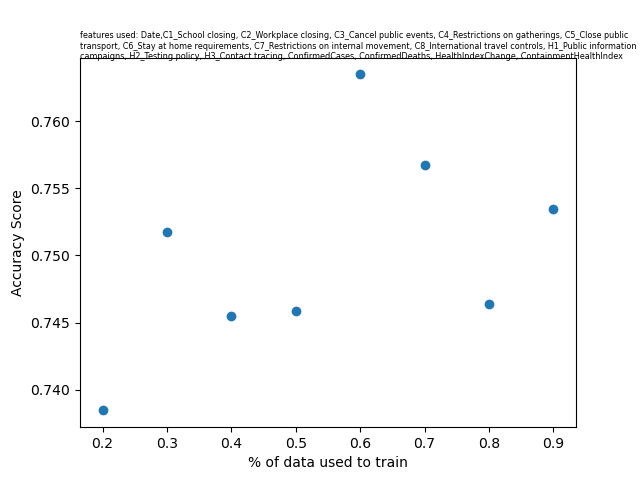 features used: Date,C1_School closing, C2_Workplace closing, C3_Cancel public events, C4_Restrictions on gatherings, C5_Close public
transport, C6_Stay at home requirements, C7_Restrictions on internal movement, C8_International travel controls, H1_Public information
campaigns, H2_Testing policy, H3_Contact tracing, ConfirmedCases, ConfirmedDeaths, HealthIndexChange, ContainmentHealthIndex
0.760
0.755
0.750
0.745
0.740
Accuracy Score
0.2 0.3 0.4 0.5 0.6 0.7 0.8 0.9
% of data used to train